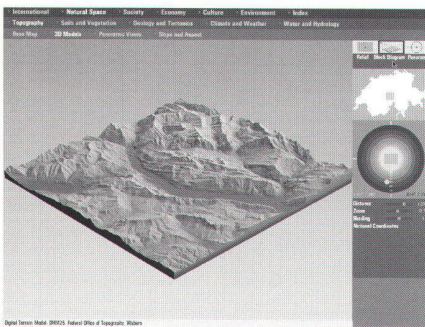 International Natural Space Society Economy Culture Environment Index
Topography Soils and Vegetation Geology and Tectonics Climate and Weather Water and Hydrology
Base Map 3D Models Panoramic Views Slope and Aspect
Relief Block Diagram Panorama
Distance
Zoom
National Coordinates
Digital Terrain Model: DHM25, Federal Office of Topography, Wabern